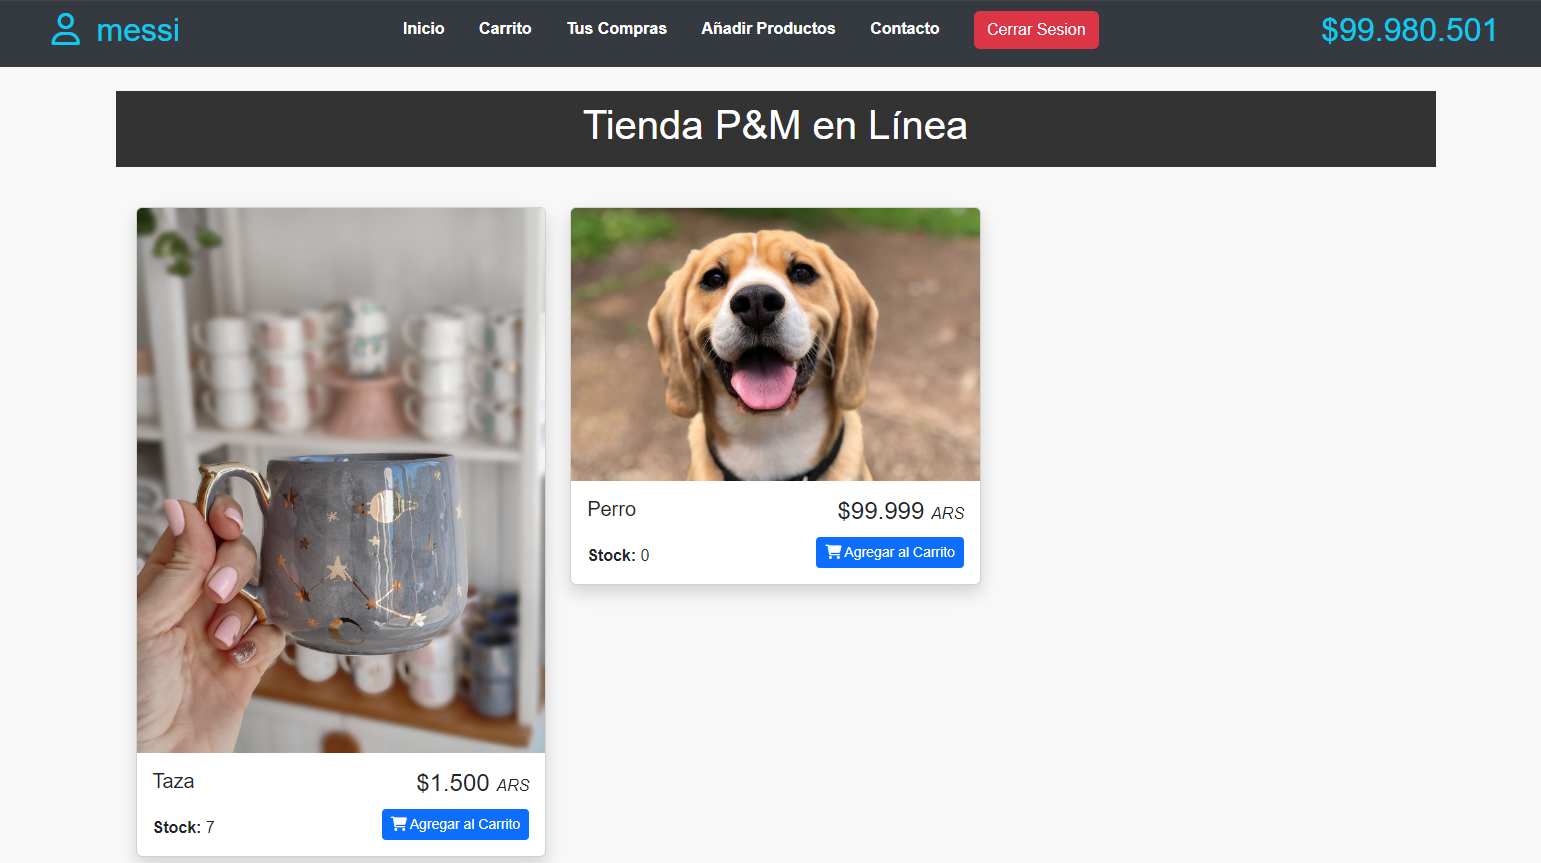 messi
Inicio
Carrito
Tus Compras
Añadir Productos
Contacto
Cerrar Sesion
$99.980.501
Tienda P&M en Línea
Taza
$1.500 ARS
Stock: 7
Agregar al Carrito
Perro
$99.999 ARS
Stock: 0
Agregar al Carrito